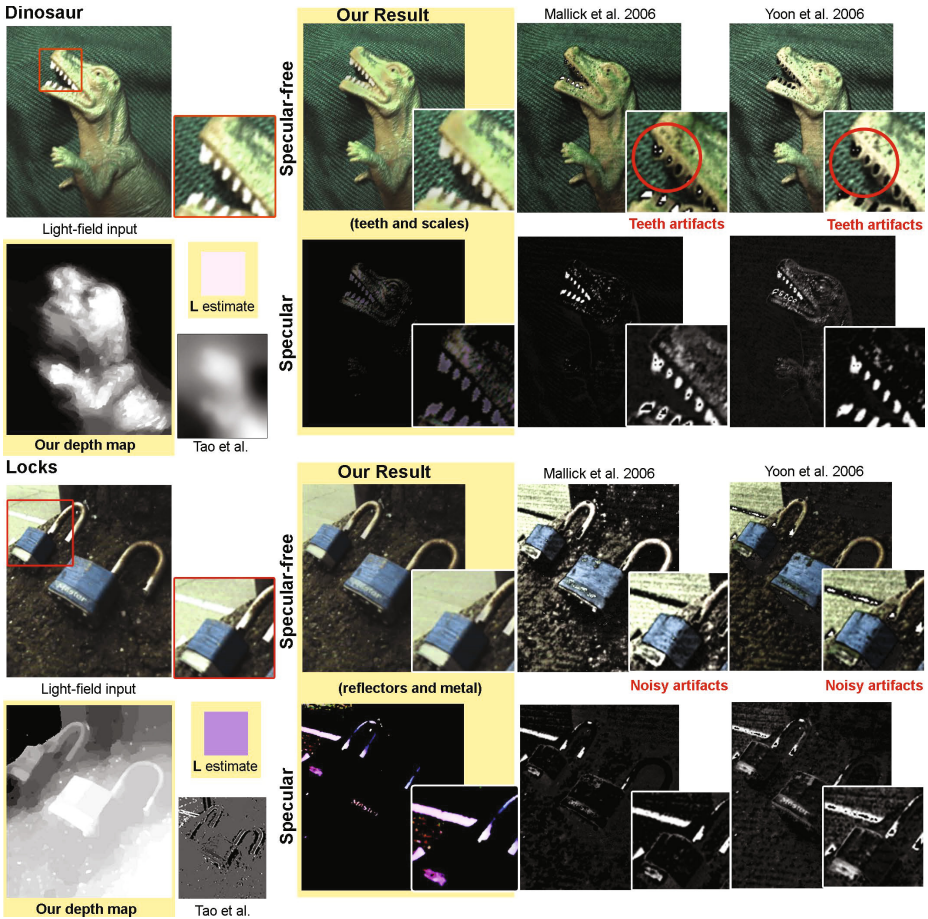 Dinosaur
Our Result
Mallick et al. 2006
Yoon et al. 2006
Specular-free
Light-field input
(teeth and scales)
Teeth artifacts
Teeth artifacts
L estimate
Specular
Our depth map
Tao et al.
Locks
Our Result
Mallick et al. 2006
Yoon et al. 2006
Specular-free
Light-field input
(reflectors and metal)
Noisy artifacts
Noisy artifacts
L estimate
Specular
Our depth map
Tao et al.